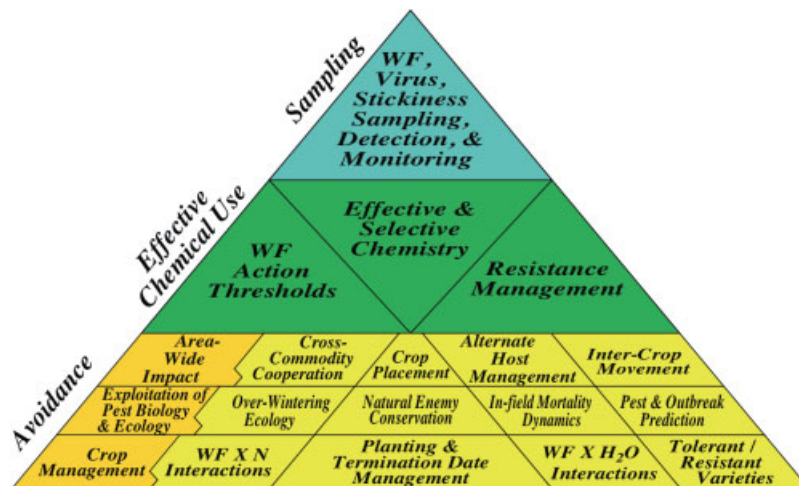 Sampling
WF,
Virus,
Stickiness
Sampling,
Detection, &
Monitoring
Effective
Chemical Use
WF
Action
Thresholds
Effective &
Selective
Chemistry
Resistance
Management
Avoidance
Area-
Wide
Impact
Cross-
Commodity
Cooperation
Crop
Placement
Alternate
Host
Management
Inter-Crop
Movement
Exploitation of
Pest Biology
& Ecology
Over-Wintering
Ecology
Natural Enemy
Conservation
In-field Mortality
Dynamics
Pest & Outbreak
Prediction
Crop
Management
WF X N
Interactions
Planting &
Termination Date
Management
WF X H₂O
Interactions
Tolerant /
Resistant
Varieties